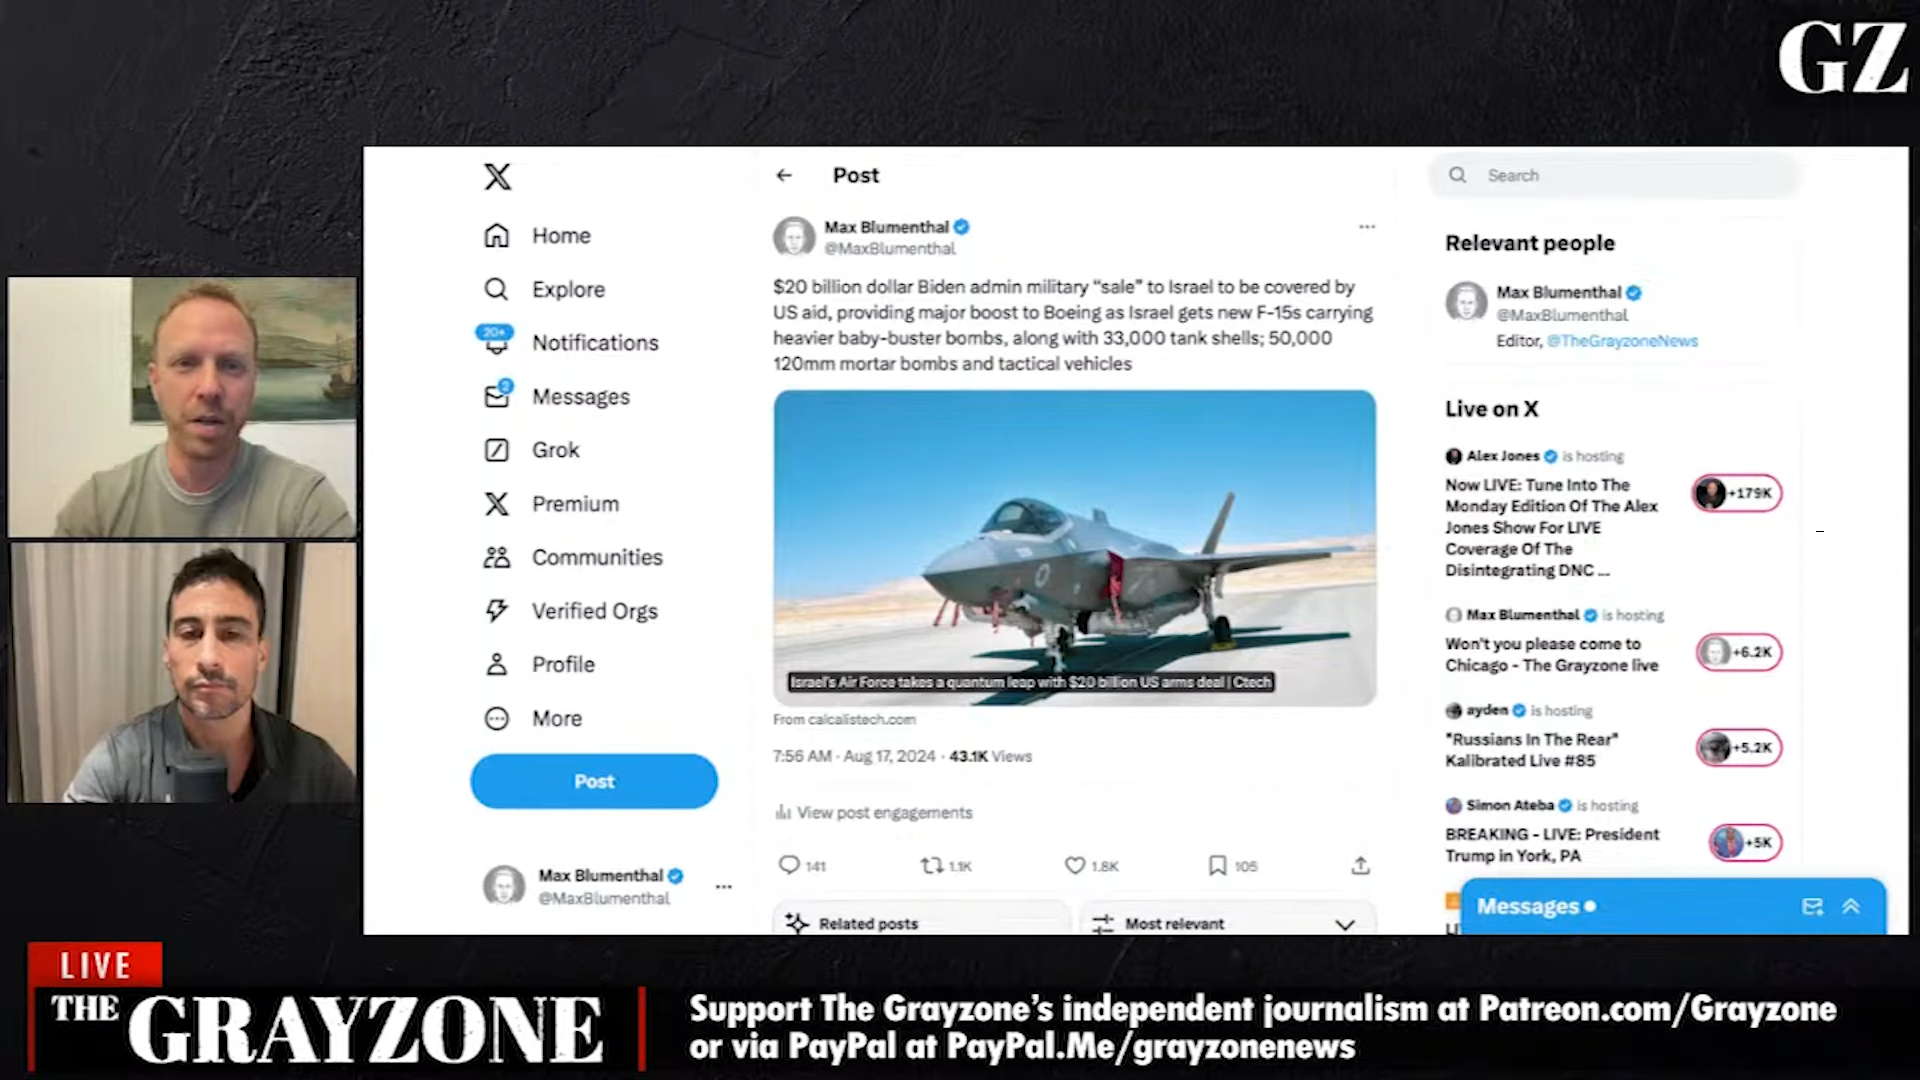 GZ
X
Home
Explore
20+
Notifications
2
Messages
Grok
Premium
Communities
Verified Orgs
Profile
More
Post
Max Blumenthal
@MaxBlumenthal
Post
Max Blumenthal
@MaxBlumenthal
$20 billion dollar Biden admin military “sale” to Israel to be covered by
US aid, providing major boost to Boeing as Israel gets new F-15s carrying
heavier baby-buster bombs, along with 33,000 tank shells; 50,000
120mm mortar bombs and tactical vehicles
Israel's Air Force takes a quantum leap with $20 billion US arms deal | Ctech
From calcalistech.com
7:56 AM · Aug 17, 2024 · 43.1K Views
View post engagements
141 1.1K 1.8K 105
Related posts
Most relevant
Search
Relevant people
Max Blumenthal
@MaxBlumenthal
Editor, @TheGrayzoneNews
Live on X
Alex Jones is hosting
Now LIVE: Tune Into The
Monday Edition Of The Alex
Jones Show For LIVE
Coverage Of The
Disintegrating DNC ...
+179K
Max Blumenthal is hosting
Won't you please come to
Chicago - The Grayzone live
+6.2K
ayden is hosting
"Russians In The Rear"
Kalibrated Live #85
+5.2K
Simon Ateba is hosting
BREAKING - LIVE: President
Trump in York, PA
+5K
Messages
LIVE
THE GRAYZONE
Support The Grayzone's independent journalism at Patreon.com/Grayzone
or via PayPal at PayPal.Me/grayzonenews